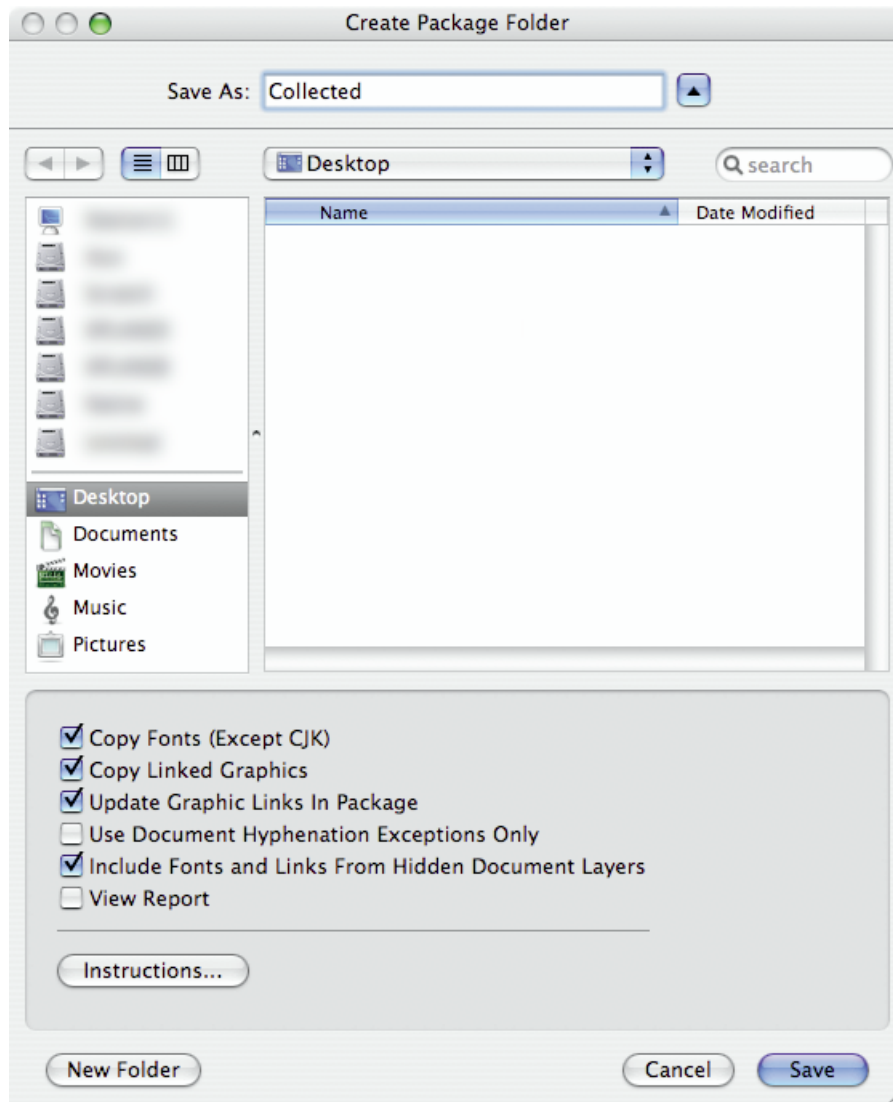 Create Package Folder
Save As: Collected
Desktop
search
Name Date Modified
Desktop
Documents
Movies
Music
Pictures
Copy Fonts (Except CJK)
Copy Linked Graphics
Update Graphic Links In Package
Use Document Hyphenation Exceptions Only
Include Fonts and Links From Hidden Document Layers
View Report
Instructions...
New Folder Cancel Save